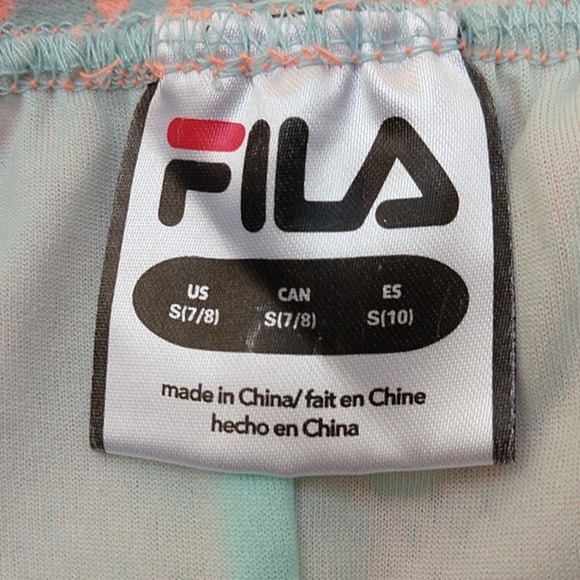 FILA
US CAN ES
S(7/8) S(7/8) S(10)
made in China/ fait en Chine
hecho en China